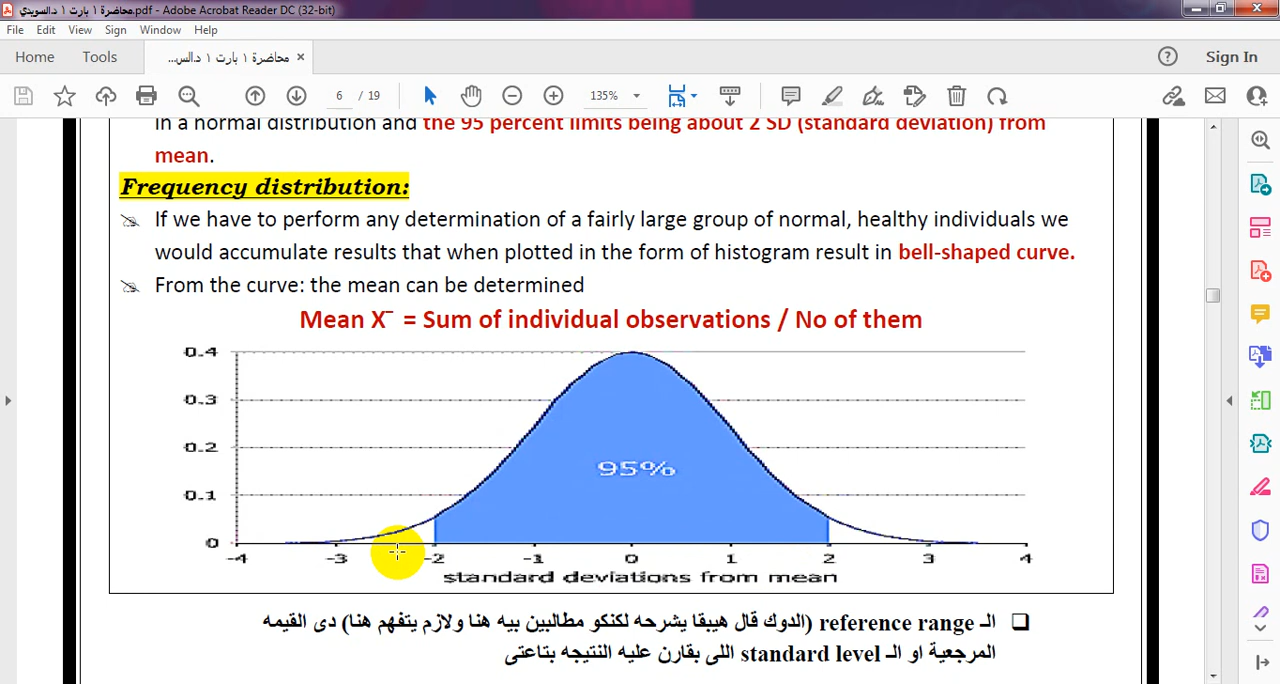 محاضرة ١ بارت ١ د.السويدي.pdf - Adobe Acrobat Reader DC (32-bit)
File Edit View Sign Window Help
Home Tools محاضرة ١ بارت ١ د.الس... × Sign In
6 / 19 135%
In a normal distribution and the 95 percent limits being about 2 SD (standard deviation) from
mean.
Frequency distribution:
If we have to perform any determination of a fairly large group of normal, healthy individuals we
would accumulate results that when plotted in the form of histogram result in bell-shaped curve.
From the curve: the mean can be determined
Mean X‾ = Sum of individual observations / No of them
0.4
0.3
0.2
0.1
0
95%
-4 -3 -2 -1 0 1 2 3 4
standard deviations from mean
الـ reference range (الدوك قال هيبقا يشرحه لكنكو مطالبين بيه هنا ولازم يتفهم هنا) دى القيمه
المرجعية او الـ standard level اللى بقارن عليه النتيجه بتاعتى